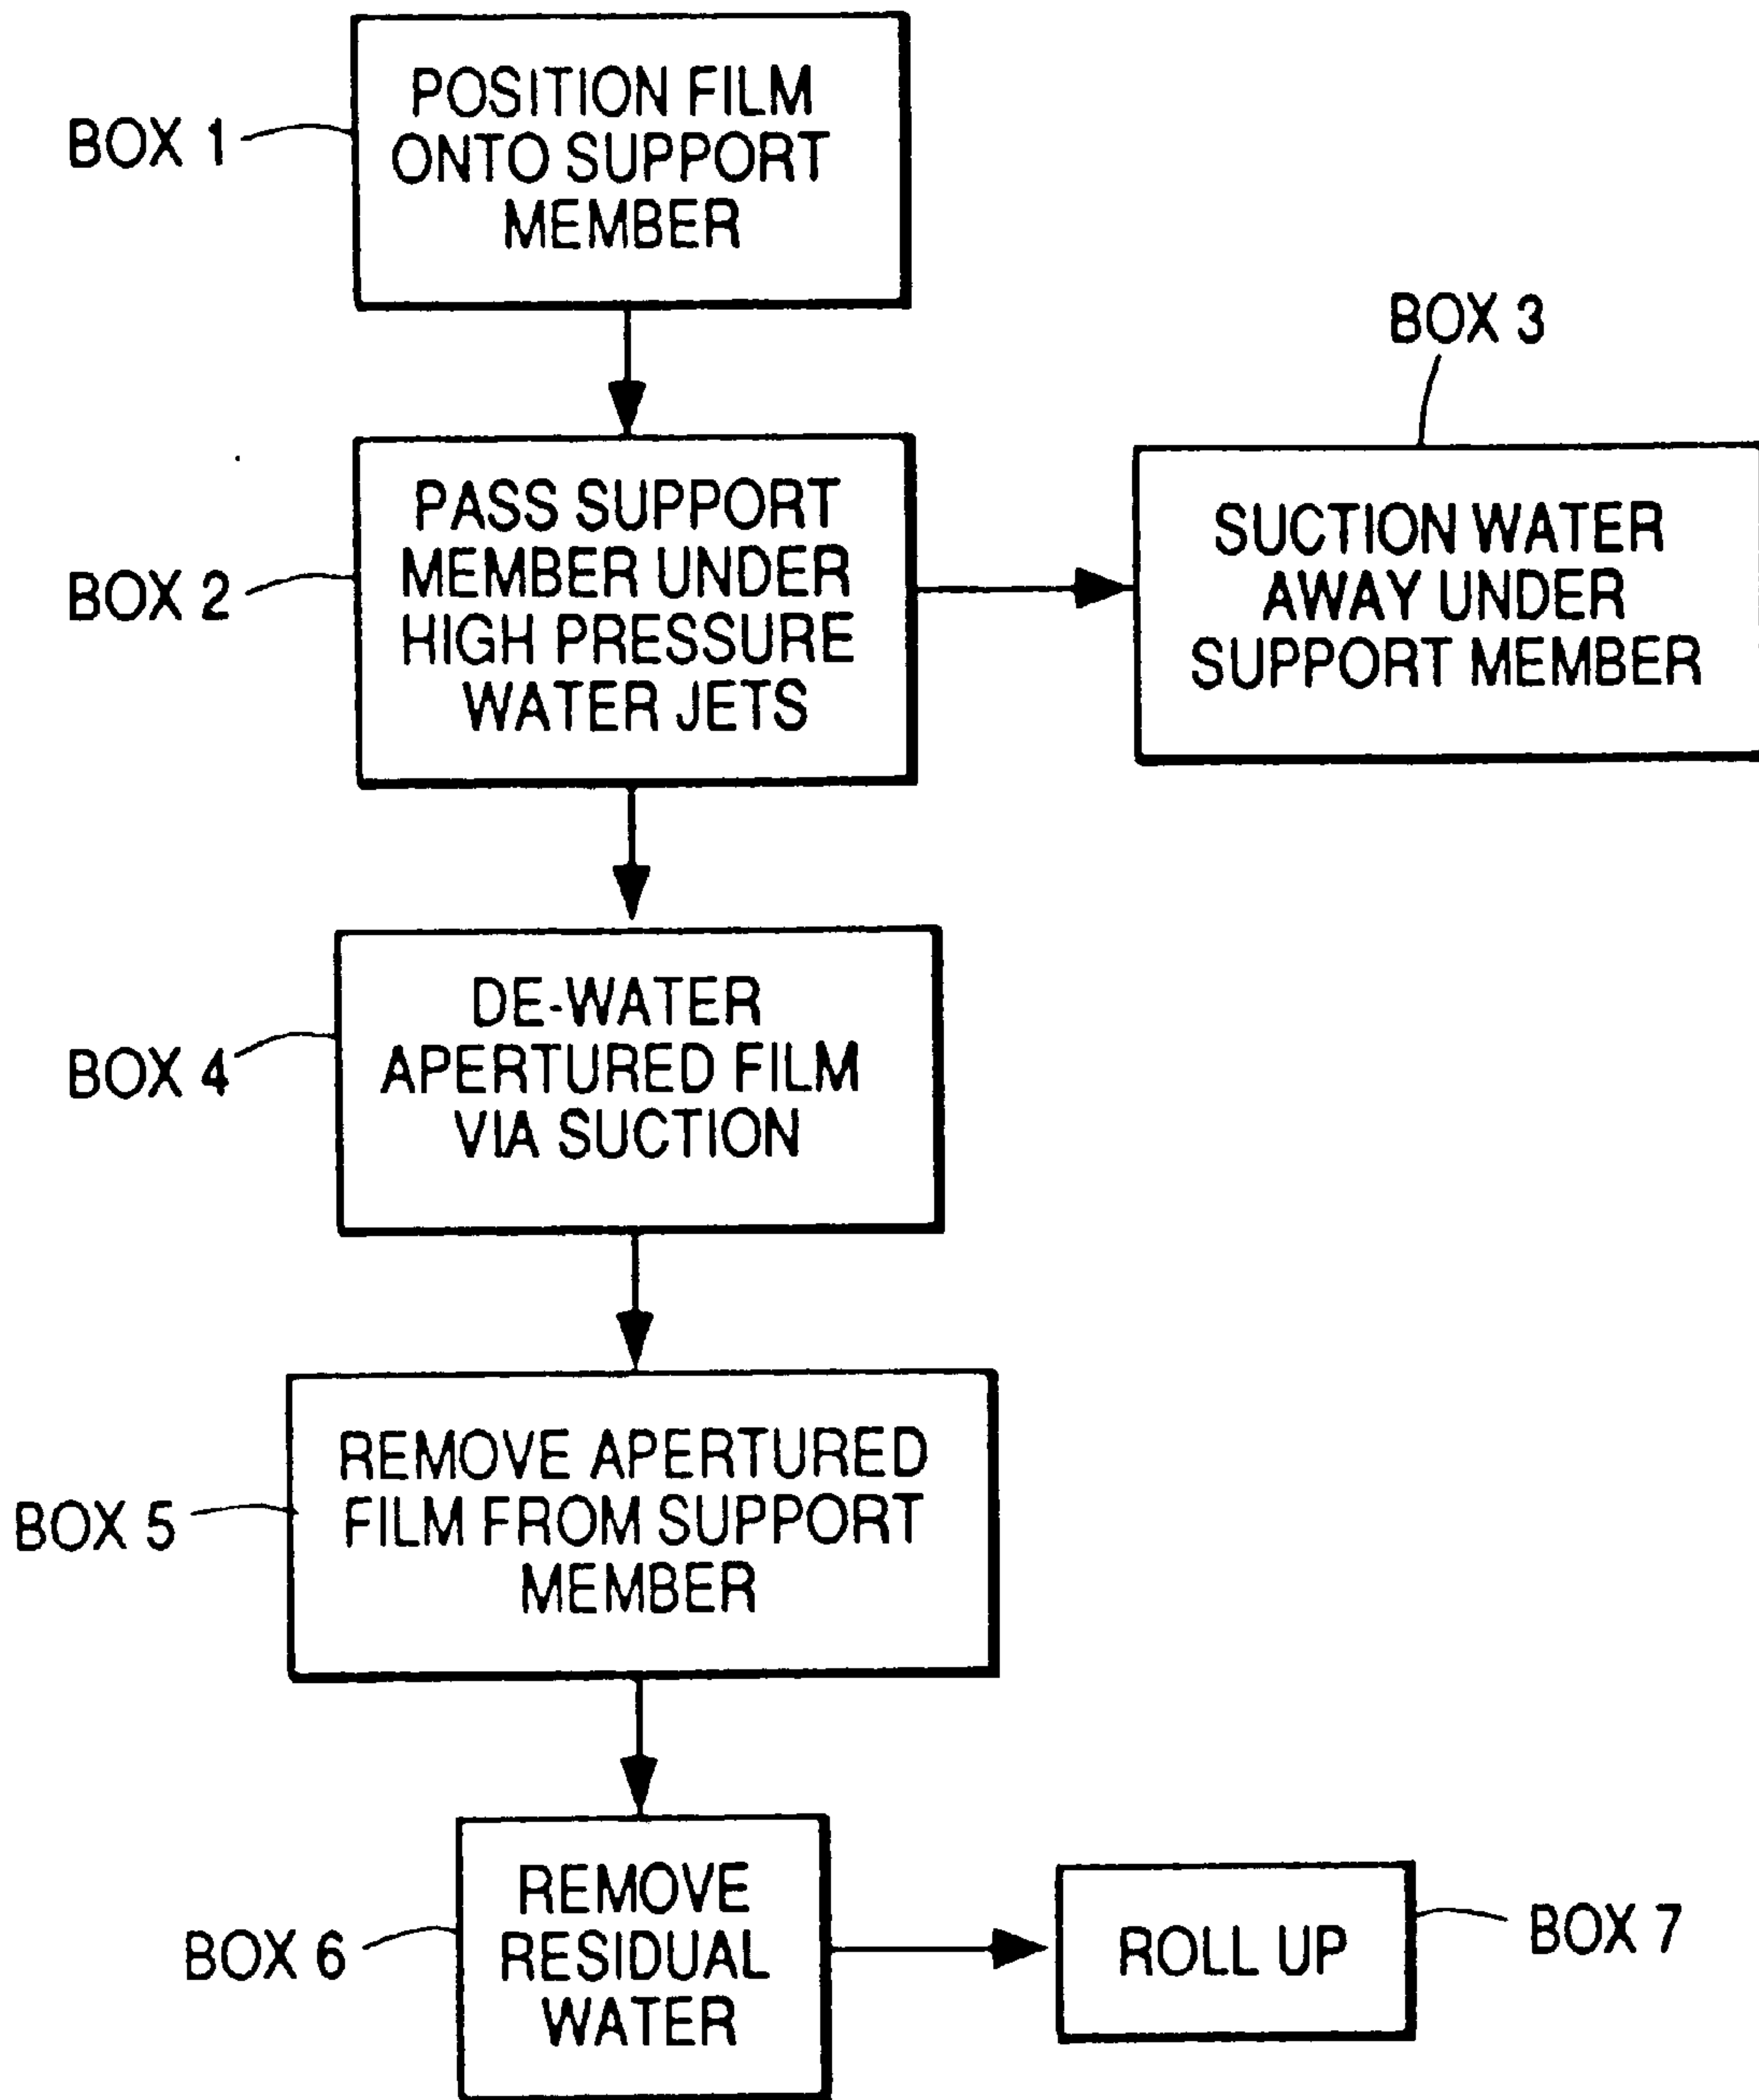 BOX 1
POSITION FILM
ONTO SUPPORT
MEMBER
BOX 2
PASS SUPPORT
MEMBER UNDER
HIGH PRESSURE
WATER JETS
BOX 3
SUCTION WATER
AWAY UNDER
SUPPORT MEMBER
BOX 4
DE-WATER
APERTURED FILM
VIA SUCTION
BOX 5
REMOVE APERTURED
FILM FROM SUPPORT
MEMBER
BOX 6
REMOVE
RESIDUAL
WATER
ROLL UP
BOX 7